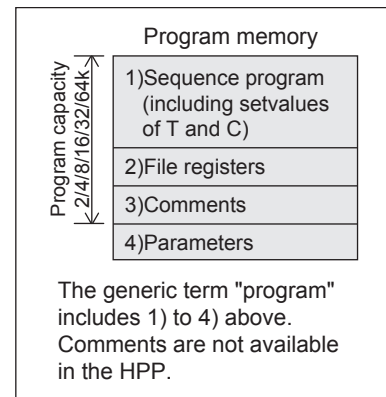 Program memory
Program capacity
2/4/8/16/32/64k
1)Sequence program
(including setvalues
of T and C)
2)File registers
3)Comments
4)Parameters
The generic term "program"
includes 1) to 4) above.
Comments are not available
in the HPP.